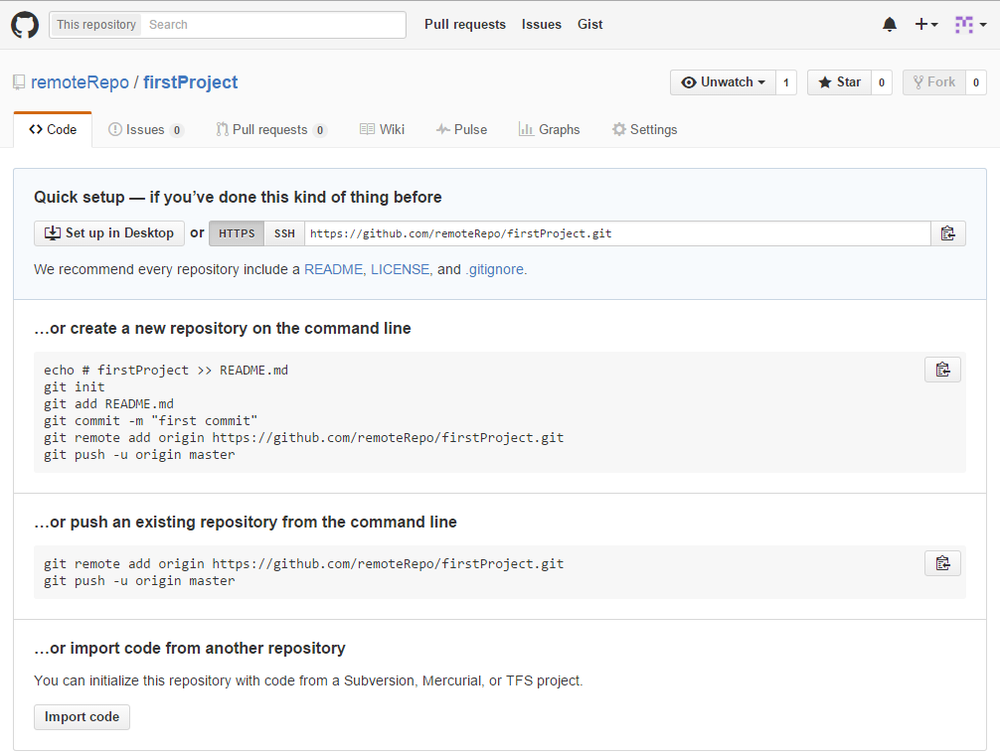 This repository Search Pull requests Issues Gist
remoteRepo / firstProject Unwatch 1 Star 0 Fork 0
Code Issues 0 Pull requests 0 Wiki Pulse Graphs Settings
Quick setup — if you’ve done this kind of thing before
Set up in Desktop or HTTPS SSH https://github.com/remoteRepo/firstProject.git
We recommend every repository include a README, LICENSE, and .gitignore.
…or create a new repository on the command line
echo # firstProject >> README.md
git init
git add README.md
git commit -m "first commit"
git remote add origin https://github.com/remoteRepo/firstProject.git
git push -u origin master
…or push an existing repository from the command line
git remote add origin https://github.com/remoteRepo/firstProject.git
git push -u origin master
…or import code from another repository
You can initialize this repository with code from a Subversion, Mercurial, or TFS project.
Import code